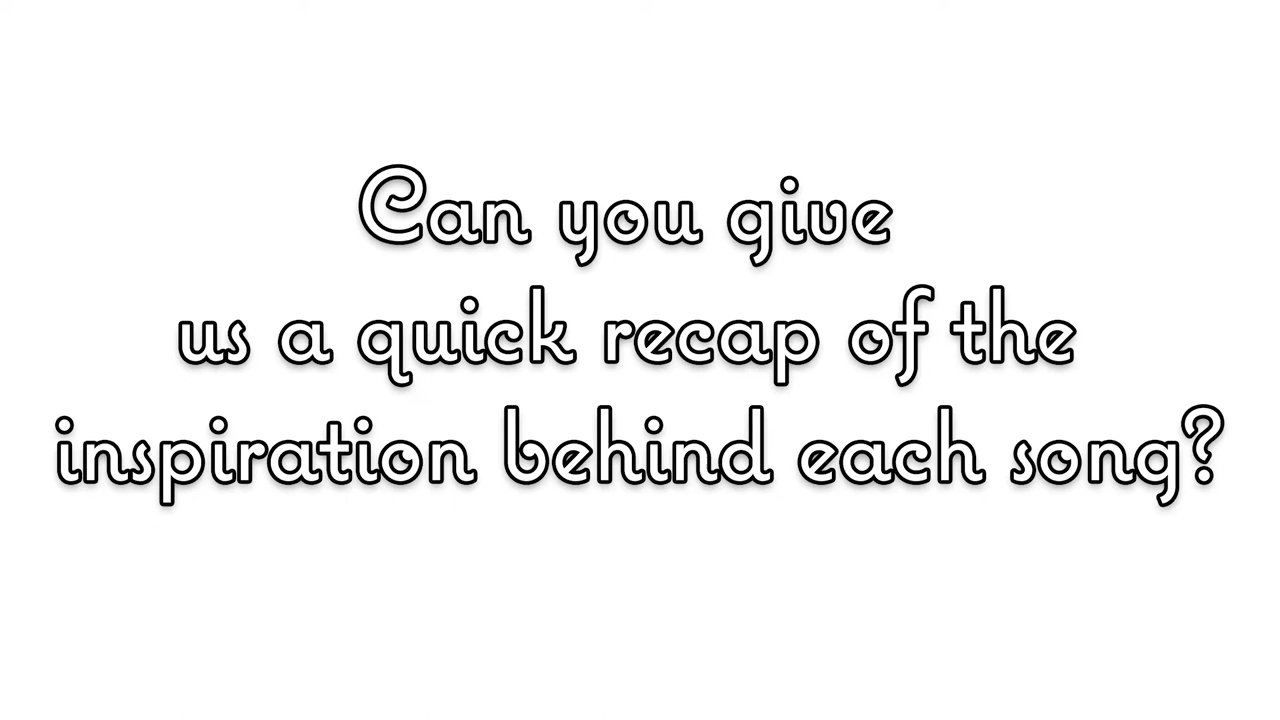 Can you give
us a quick recap of the
inspiration behind each song?